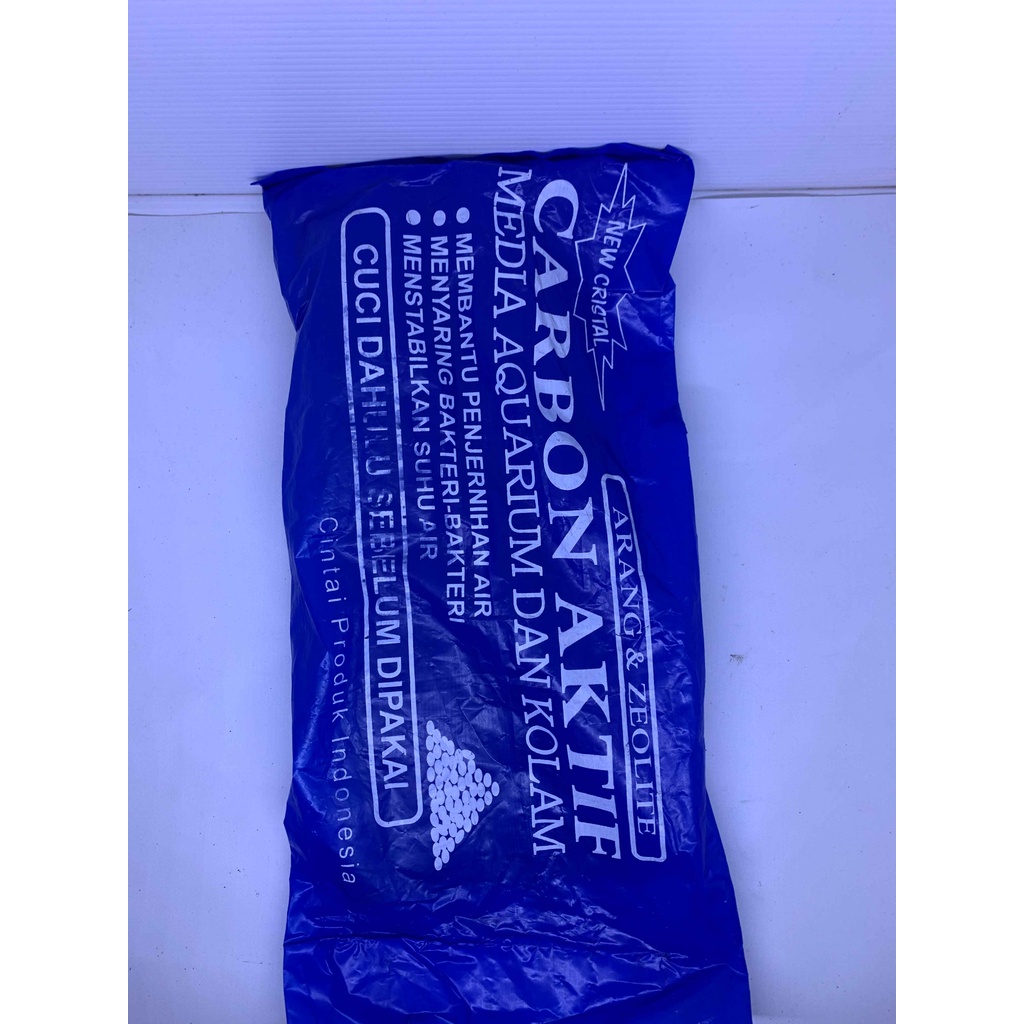 NEW CRISTAL
ARANG & ZEOLITE
CARBON AKTIF
MEDIA AQUARIUM DAN KOLAM
MEMBANTU PENJERNIHAN AIR
MENYARING BAKTERI-BAKTERI
MENSTABILKAN SUHU AIR
CUCI DAHULU SEBELUM DIPAKAI
Cintai Produk Indonesia